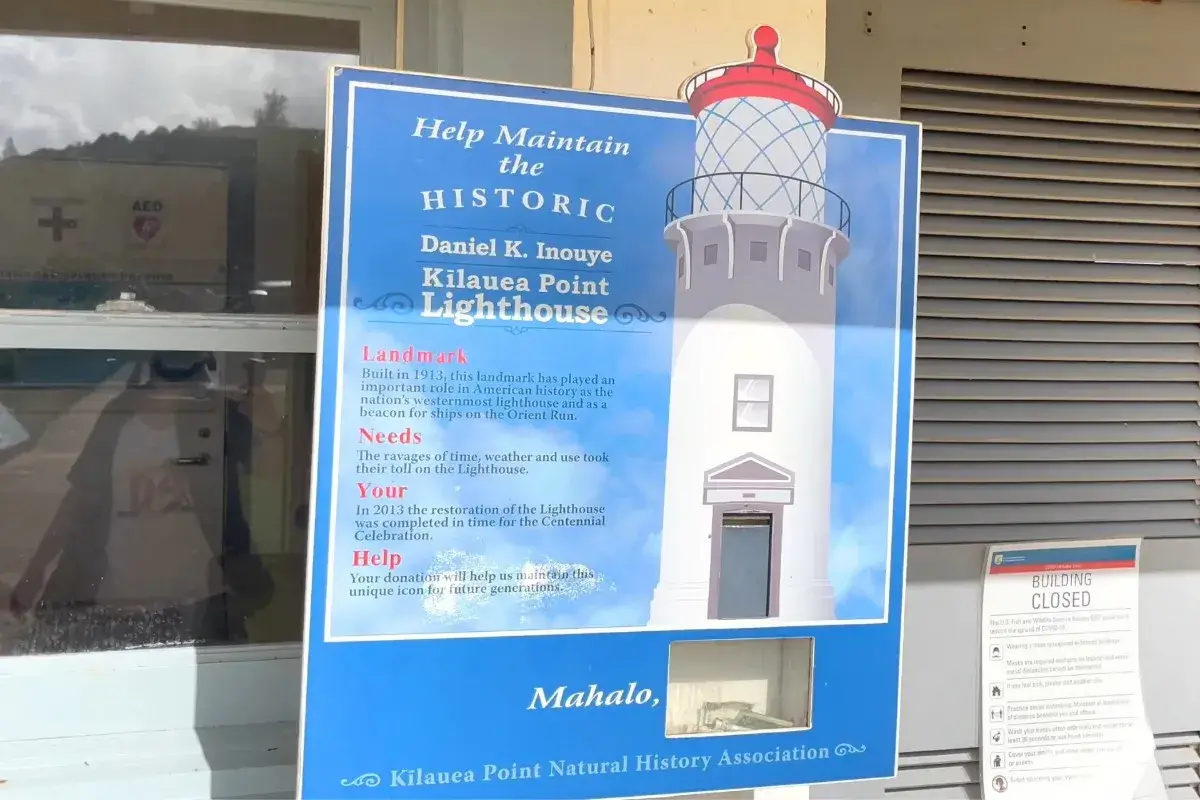 Help Maintain
the
HISTORIC
Daniel K. Inouye
Kīlauea Point
Lighthouse
Landmark
Built in 1913, this landmark has played an
important role in American history as the
nation's westernmost lighthouse and as a
beacon for ships on the Orient Run.
Needs
The ravages of time, weather and use took
their toll on the Lighthouse.
Your
In 2013 the restoration of the Lighthouse
was completed in time for the Centennial
Celebration.
Help
Your donation will help us maintain this
unique icon for future generations.
Mahalo,
Kīlauea Point Natural History Association
AED
BUILDING
CLOSED